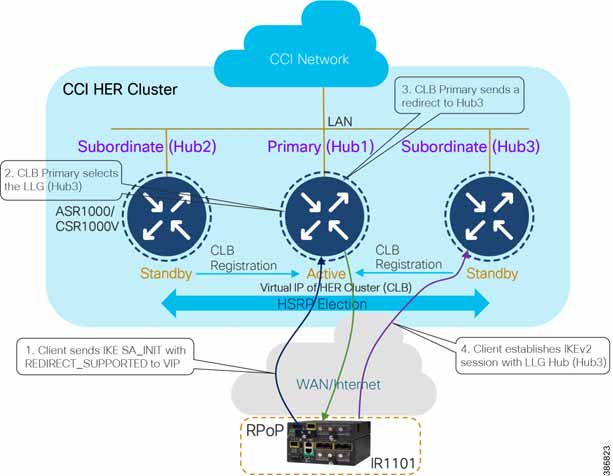 CCI Network
CCI HER Cluster
3. CLB Primary sends a
redirect to Hub3
LAN
Subordinate (Hub2)
Primary (Hub1)
Subordinate (Hub3)
2. CLB Primary selects
the LLG (Hub3)
ASR1000/
CSR1000V
CLB
Registration
CLB
Registration
Standby
Active
Standby
Virtual IP of HER Cluster (CLB)
HSRP Election
1. Client sends IKE SA_INIT with
REDIRECT_SUPPORTED to VIP
4. Client establishes IKEv2
session with LLG Hub (Hub3)
WAN/Internet
RPoP
IR1101
386823